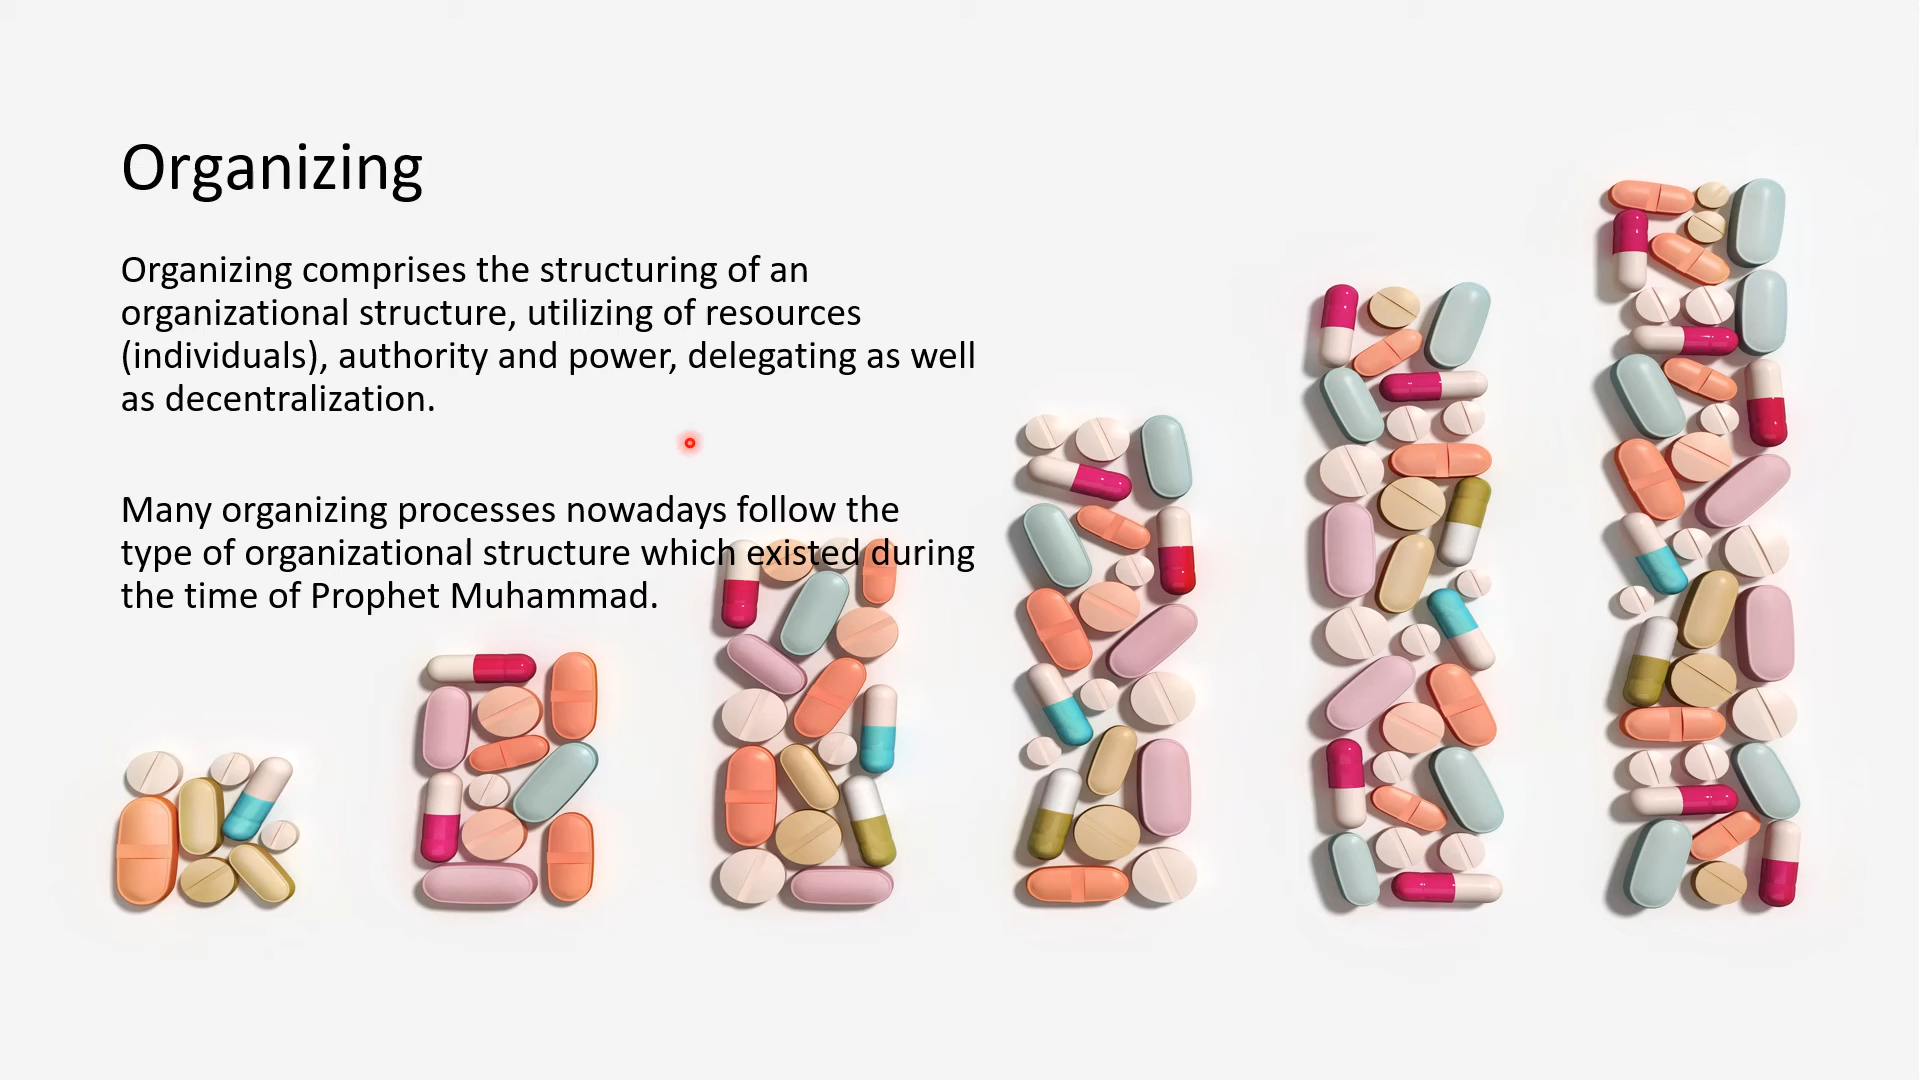 Organizing
Organizing comprises the structuring of an
organizational structure, utilizing of resources
(individuals), authority and power, delegating as well
as decentralization.
Many organizing processes nowadays follow the
type of organizational structure which existed during
the time of Prophet Muhammad.